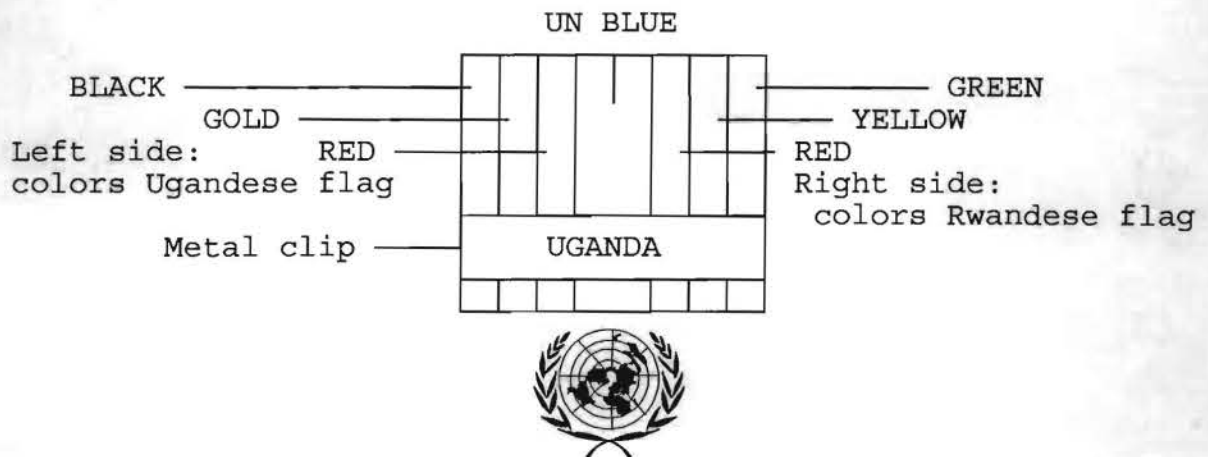 UN BLUE
BLACK GREEN
GOLD YELLOW
Left side: RED RED
colors Ugandese flag Right side:
colors Rwandese flag
Metal clip UGANDA